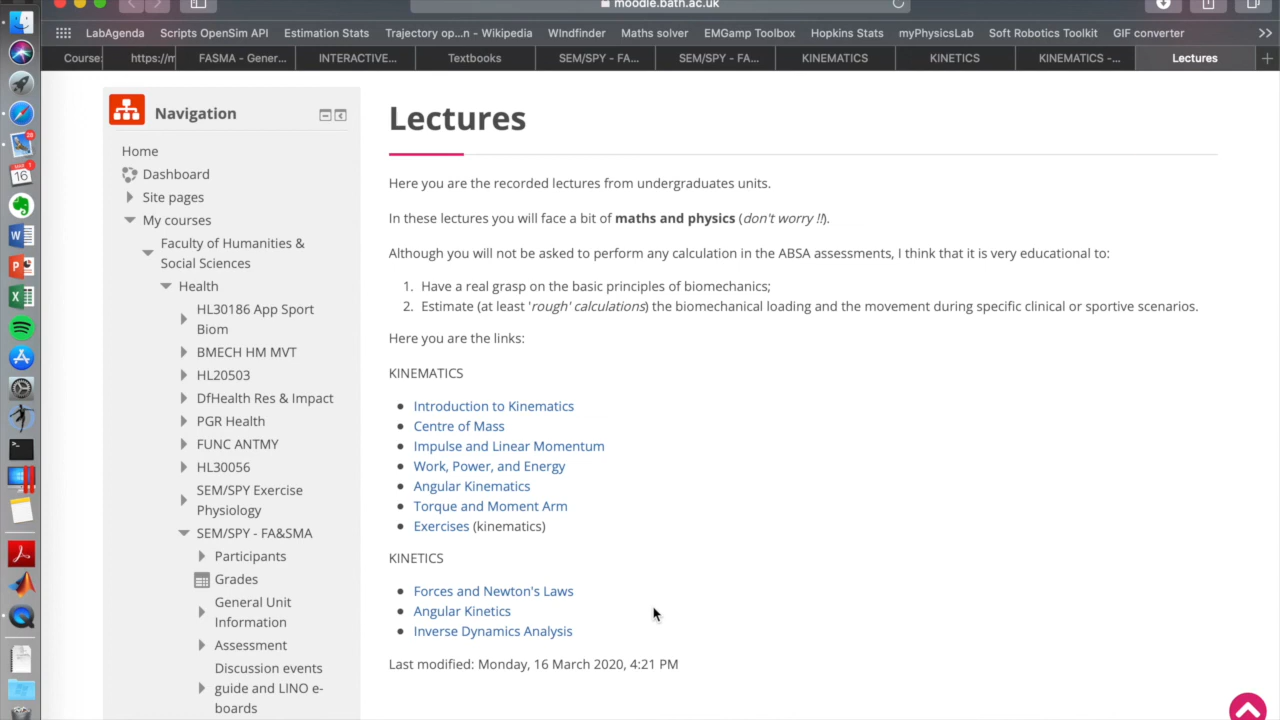 moodle.bath.ac.uk
LabAgenda Scripts OpenSim API Estimation Stats Trajectory op...n - Wikipedia WIndfinder Maths solver EMGamp Toolbox Hopkins Stats myPhysicsLab Soft Robotics Toolkit GIF converter
Course: https://m FASMA - Gener... INTERACTIVE... Textbooks SEM/SPY - FA... SEM/SPY - FA... KINEMATICS KINETICS KINEMATICS -... Lectures
Navigation
Home
Dashboard
Site pages
My courses
Faculty of Humanities &
Social Sciences
Health
HL30186 App Sport
Biom
BMECH HM MVT
HL20503
DfHealth Res & Impact
PGR Health
FUNC ANTMY
HL30056
SEM/SPY Exercise
Physiology
SEM/SPY - FA&SMA
Participants
Grades
General Unit
Information
Assessment
Discussion events
guide and LINO e-
boards
Lectures
Here you are the recorded lectures from undergraduates units.
In these lectures you will face a bit of maths and physics (don't worry !!).
Although you will not be asked to perform any calculation in the ABSA assessments, I think that it is very educational to:
1. Have a real grasp on the basic principles of biomechanics;
2. Estimate (at least 'rough' calculations) the biomechanical loading and the movement during specific clinical or sportive scenarios.
Here you are the links:
KINEMATICS
Introduction to Kinematics
Centre of Mass
Impulse and Linear Momentum
Work, Power, and Energy
Angular Kinematics
Torque and Moment Arm
Exercises (kinematics)
KINETICS
Forces and Newton's Laws
Angular Kinetics
Inverse Dynamics Analysis
Last modified: Monday, 16 March 2020, 4:21 PM
16